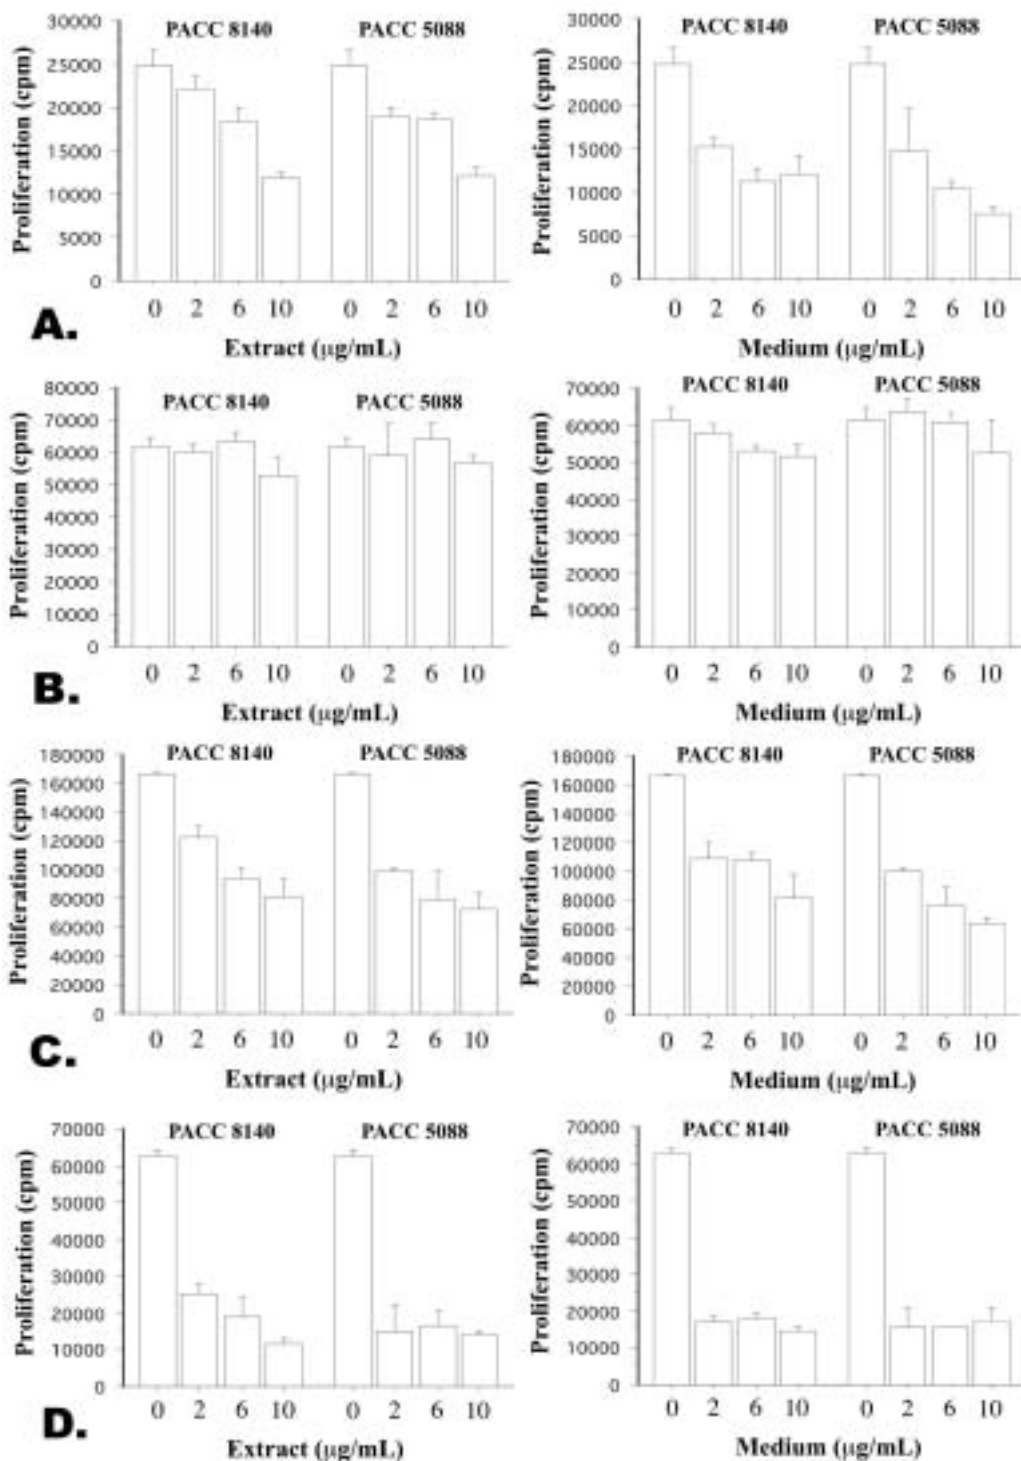 PACC 8140 PACC 5088
Proliferation (cpm)
30000
25000
20000
15000
10000
5000
0
0 2 6 10 0 2 6 10
Extract (μg/mL)
PACC 8140 PACC 5088
Proliferation (cpm)
30000
25000
20000
15000
10000
5000
0
0 2 6 10 0 2 6 10
Medium (μg/mL)
A.
PACC 8140 PACC 5088
Proliferation (cpm)
80000
70000
60000
50000
40000
30000
20000
10000
0
0 2 6 10 0 2 6 10
Extract (μg/mL)
PACC 8140 PACC 5088
Proliferation (cpm)
70000
60000
50000
40000
30000
20000
10000
0
0 2 6 10 0 2 6 10
Medium (μg/mL)
B.
PACC 8140 PACC 5088
Proliferation (cpm)
180000
160000
140000
120000
100000
80000
60000
40000
20000
0
0 2 6 10 0 2 6 10
Extract (μg/mL)
PACC 8140 PACC 5088
Proliferation (cpm)
180000
160000
140000
120000
100000
80000
60000
40000
20000
0
0 2 6 10 0 2 6 10
Medium (μg/mL)
C.
PACC 8140 PACC 5088
Proliferation (cpm)
70000
60000
50000
40000
30000
20000
10000
0
0 2 6 10 0 2 6 10
Extract (μg/mL)
PACC 8140 PACC 5088
Proliferation (cpm)
70000
60000
50000
40000
30000
20000
10000
0
0 2 6 10 0 2 6 10
Medium (μg/mL)
D.